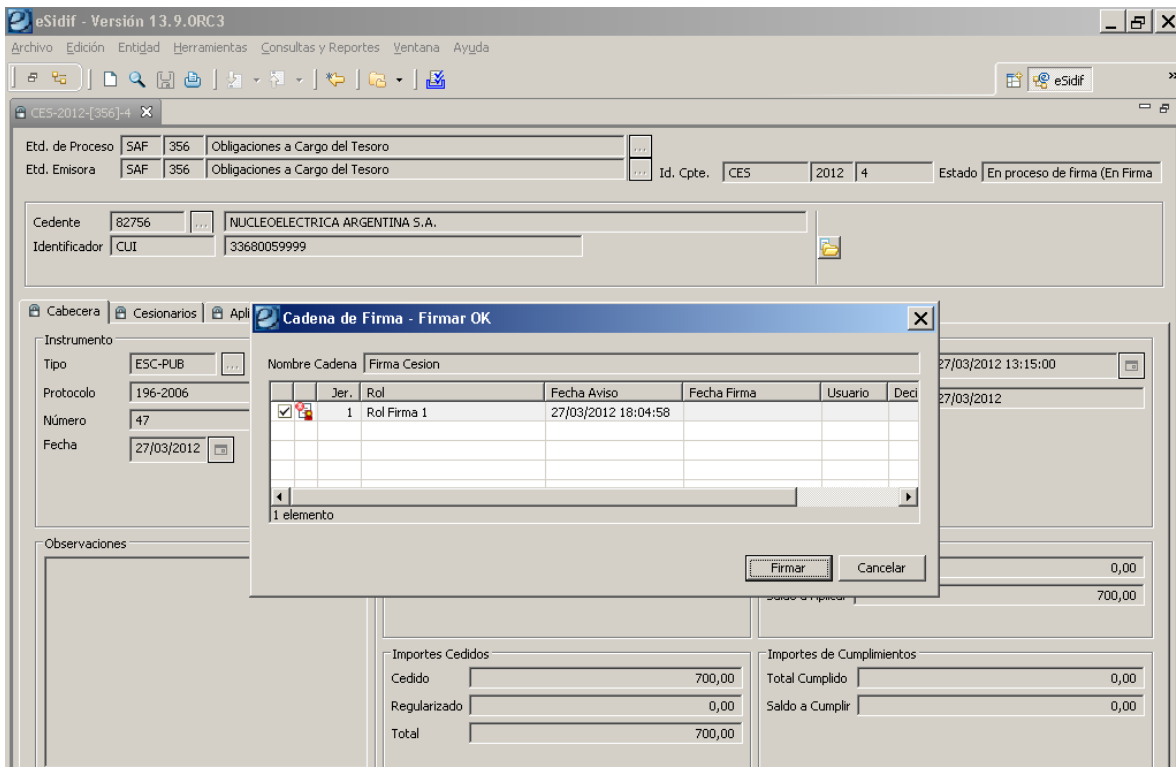 eSidif - Versión 13.9.0RC3
Archivo Edición Entidad Herramientas Consultas y Reportes Ventana Ayuda
eSidif
CES-2012-[356]-4
Etd. de Proceso SAF 356 Obligaciones a Cargo del Tesoro ...
Etd. Emisora SAF 356 Obligaciones a Cargo del Tesoro ... Id. Cpte. CES 2012 4 Estado En proceso de firma (En Firma
Cedente 82756 ... NUCLEOELECTRICA ARGENTINA S.A.
Identificador CUI 33680059999
Cabecera Cesionarios Apli
Cadena de Firma - Firmar OK
Instrumento
Tipo ESC-PUB ... Nombre Cadena Firma Cesion 27/03/2012 13:15:00
Jer. Rol Fecha Aviso Fecha Firma Usuario Deci
Protocolo 196-2006 27/03/2012
1 Rol Firma 1 27/03/2012 18:04:58
Número 47
Fecha 27/03/2012
1 elemento
Observaciones
Firmar Cancelar
0,00
700,00
Importes Cedidos Importes de Cumplimientos
Cedido 700,00 Total Cumplido 0,00
Regularizado 0,00 Saldo a Cumplir 0,00
Total 700,00